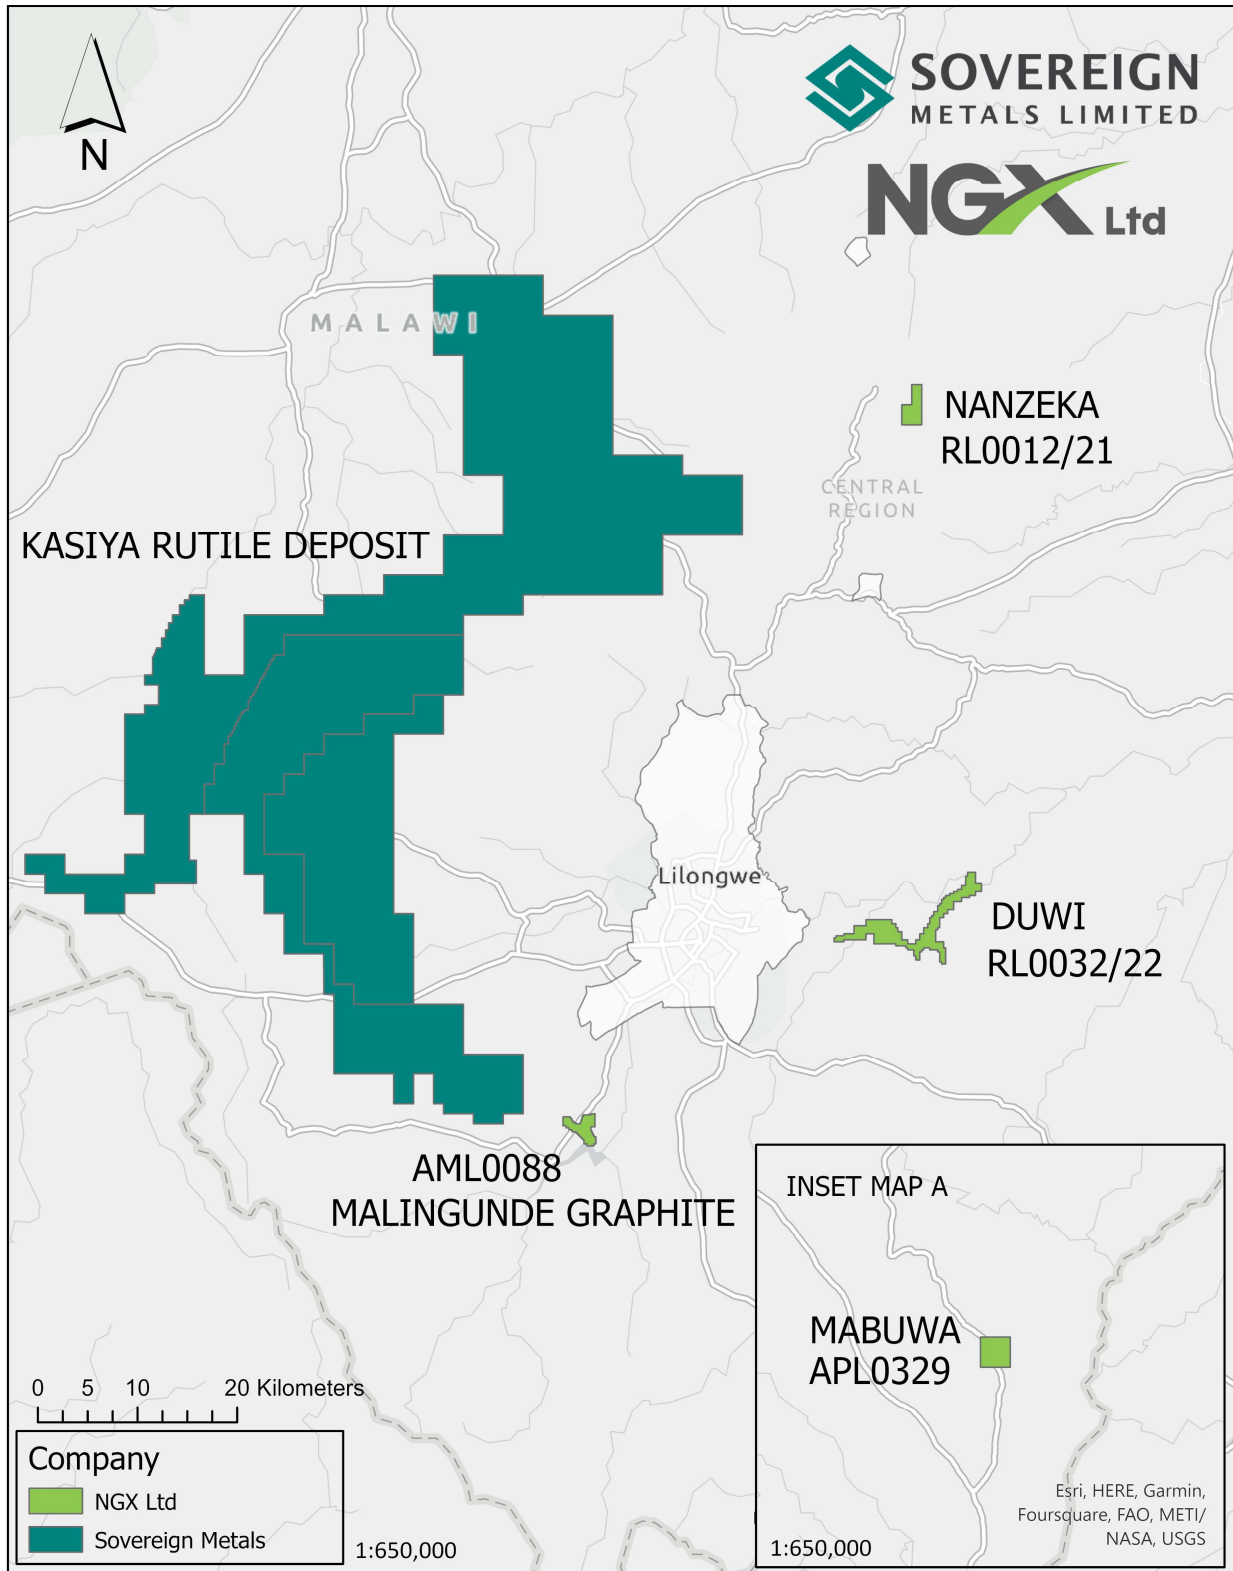 N
SOVEREIGN
METALS LIMITED
NGX Ltd
MALAWI
NANZEKA
RL0012/21
CENTRAL
REGION
KASIYA RUTILE DEPOSIT
Lilongwe
DUWI
RL0032/22
AML0088
MALINGUNDE GRAPHITE
INSET MAP A
MABUWA
APL0329
Esri, HERE, Garmin,
Foursquare, FAO, METI/
NASA, USGS
1:650,000
0 5 10 20 Kilometers
Company
NGX Ltd
Sovereign Metals
1:650,000